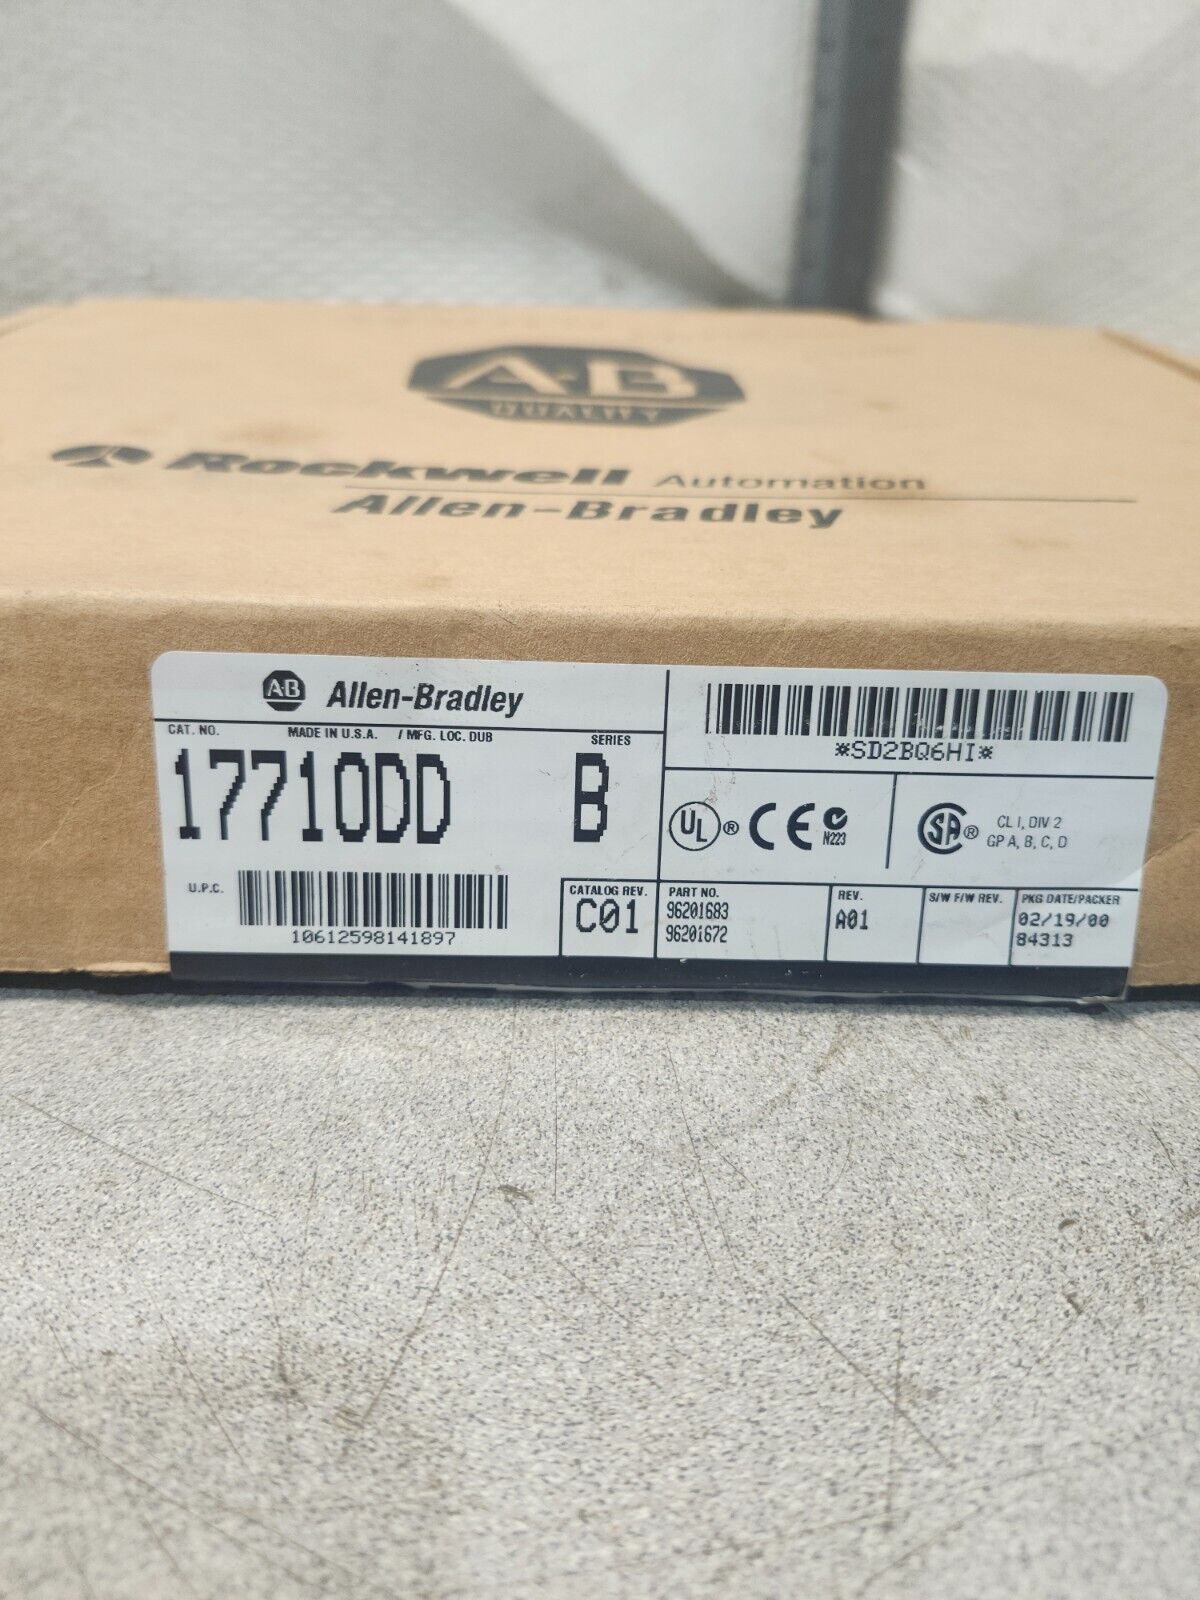 A-B
QUALITY
Rockwell Automation
Allen-Bradley
A-B Allen-Bradley
CAT. NO. MADE IN U.S.A. / MFG. LOC. DUB SERIES
1771ODD B
U.P.C.
10612598141897
CATALOG REV.
C01
*SD2BQ6HI*
UL ® CE N223
SA ® CL I, DIV 2
GP A, B, C, D
PART NO.
96201683
96201672
REV.
A01
S/W F/W REV.
PKG DATE/PACKER
02/19/00
84313